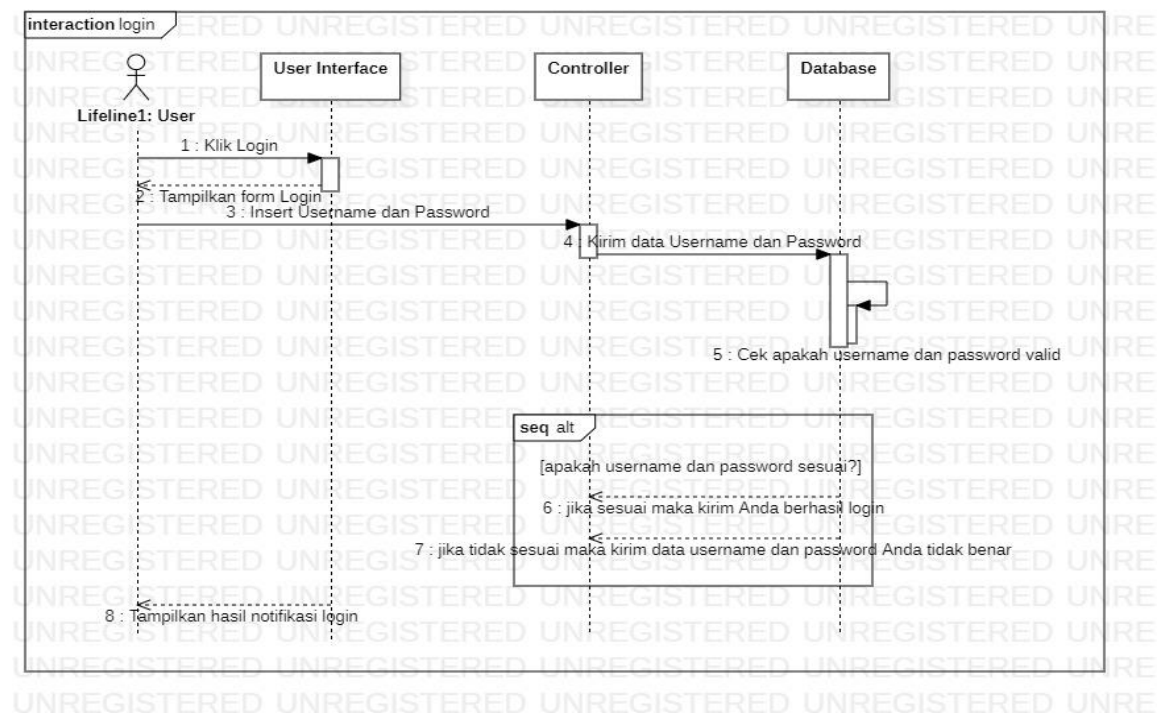 interaction login
User Interface
Controller
Database
Lifeline1: User
1 : Klik Login
2 : Tampilkan form Login
3 : Insert Username dan Password
4 : Kirim data Username dan Password
5 : Cek apakah username dan password valid
seq alt
[apakah username dan password sesuai?]
6 : jika sesuai maka kirim Anda berhasil login
7 : jika tidak sesuai maka kirim data username dan password Anda tidak benar
8 : Tampilkan hasil notifikasi login
UNREGISTERED